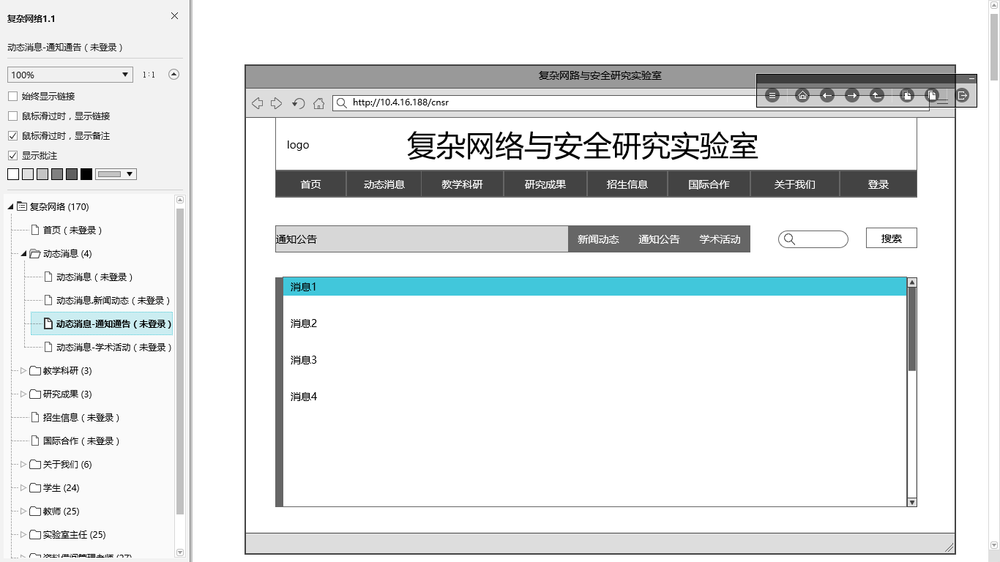 复杂网络1.1
动态消息-通知通告（未登录）
100%
1:1
始终显示链接
鼠标滑过时，显示链接
鼠标滑过时，显示备注
显示批注
复杂网络 (170)
首页（未登录）
动态消息 (4)
动态消息（未登录）
动态消息.新闻动态（未登录）
动态消息-通知通告（未登录）
动态消息-学术活动（未登录）
教学科研 (3)
研究成果 (3)
招生信息（未登录）
国际合作（未登录）
关于我们 (6)
学生 (24)
教师 (25)
实验室主任 (25)
复杂网路与安全研究实验室
http://10.4.16.188/cnsr
logo
复杂网络与安全研究实验室
首页 动态消息 教学科研 研究成果 招生信息 国际合作 关于我们 登录
通知公告 新闻动态 通知公告 学术活动 搜索
消息1
消息2
消息3
消息4